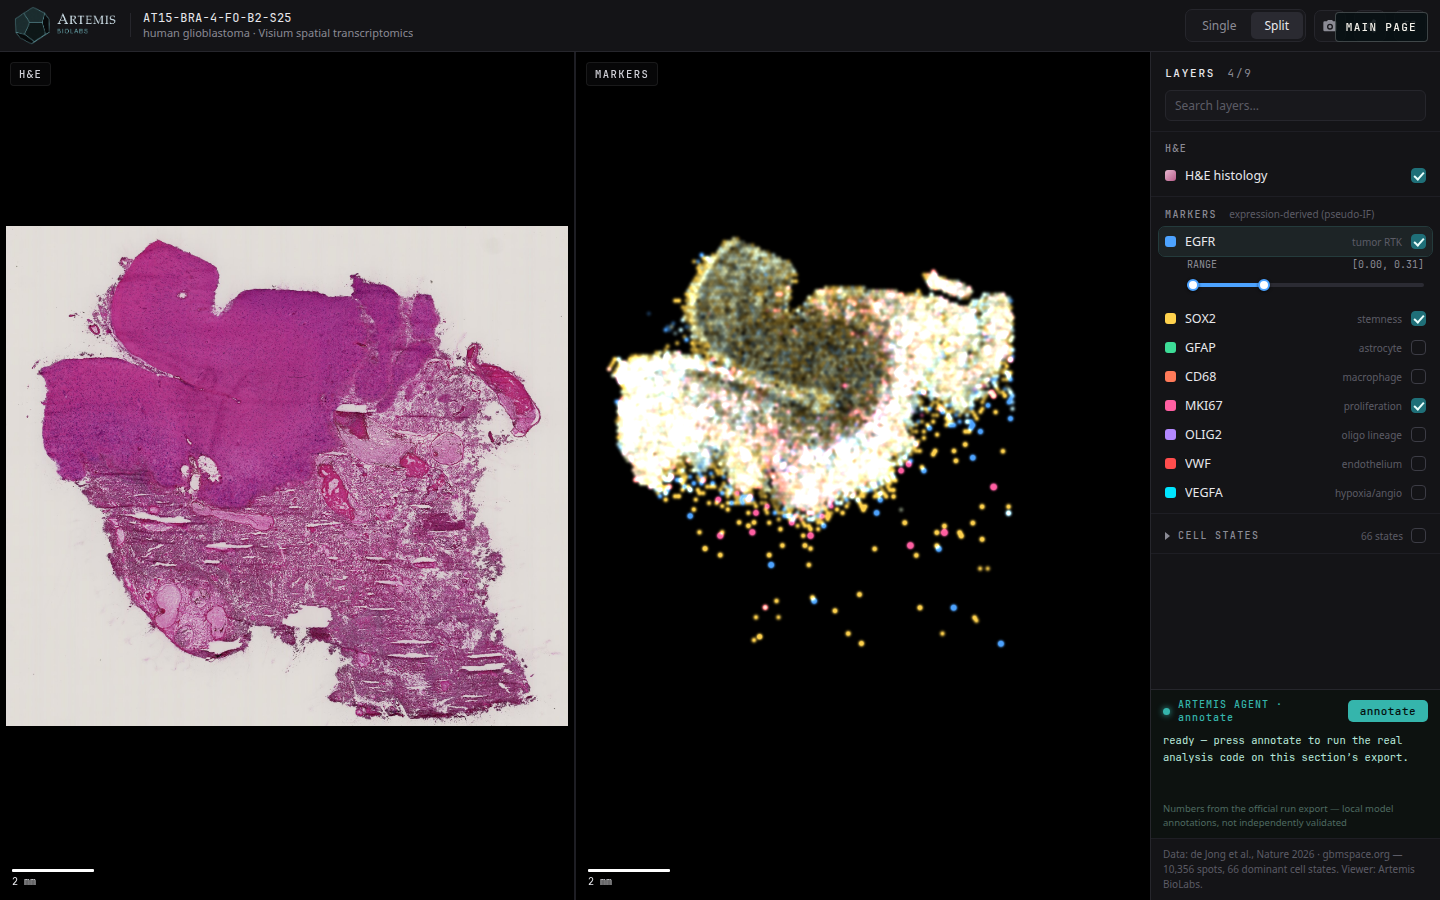 ARTEMIS
BIOLABS
AT15-BRA-4-FO-B2-S25
human glioblastoma · Visium spatial transcriptomics
Single
Split
MAIN PAGE
H&E
MARKERS
2 mm
2 mm
LAYERS 4/9
Search layers...
H&E
H&E histology
MARKERS expression-derived (pseudo-IF)
EGFR tumor RTK
RANGE [0.00, 0.31]
SOX2 stemness
GFAP astrocyte
CD68 macrophage
MKI67 proliferation
OLIG2 oligo lineage
VWF endothelium
VEGFA hypoxia/angio
CELL STATES 66 states
ARTEMIS AGENT ·
annotate
annotate
ready — press annotate to run the real
analysis code on this section's export.
Numbers from the official run export — local model
annotations, not independently validated
Data: de Jong et al., Nature 2026 · gbmspace.org —
10,356 spots, 66 dominant cell states. Viewer: Artemis
BioLabs.